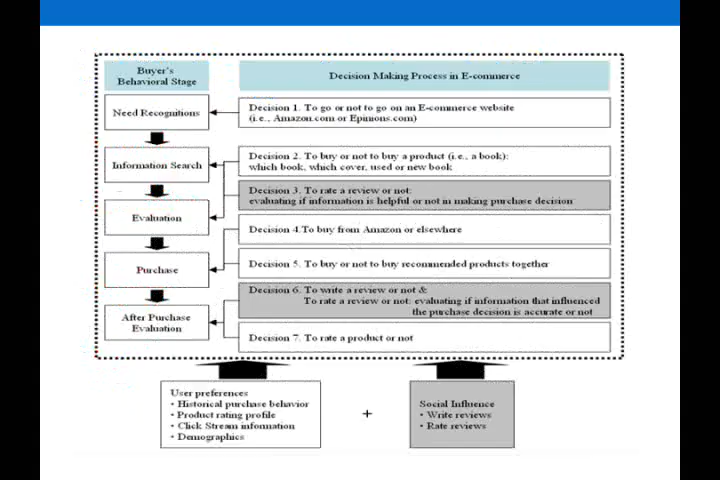 Buyer's
Behavioral Stage
Decision Making Process in E-commerce
Need Recognitions
Decision 1. To go or not to go on an E-commerce website
(i.e., Amazon.com or Epinions.com)
Information Search
Decision 2. To buy or not to buy a product (i.e., a book):
which book, which cover, used or new book
Decision 3. To rate a review or not:
evaluating if information is helpful or not in making purchase decision
Evaluation
Decision 4.To buy from Amazon or elsewhere
Purchase
Decision 5. To buy or not to buy recommended products together
Decision 6. To write a review or not &
To rate a review or not: evaluating if information that influenced
the purchase decision is accurate or not
After Purchase
Evaluation
Decision 7. To rate a product or not
User preferences
• Historical purchase behavior
• Product rating profile
• Click Stream information
• Demographics
+
Social Influence
• Write reviews
• Rate reviews